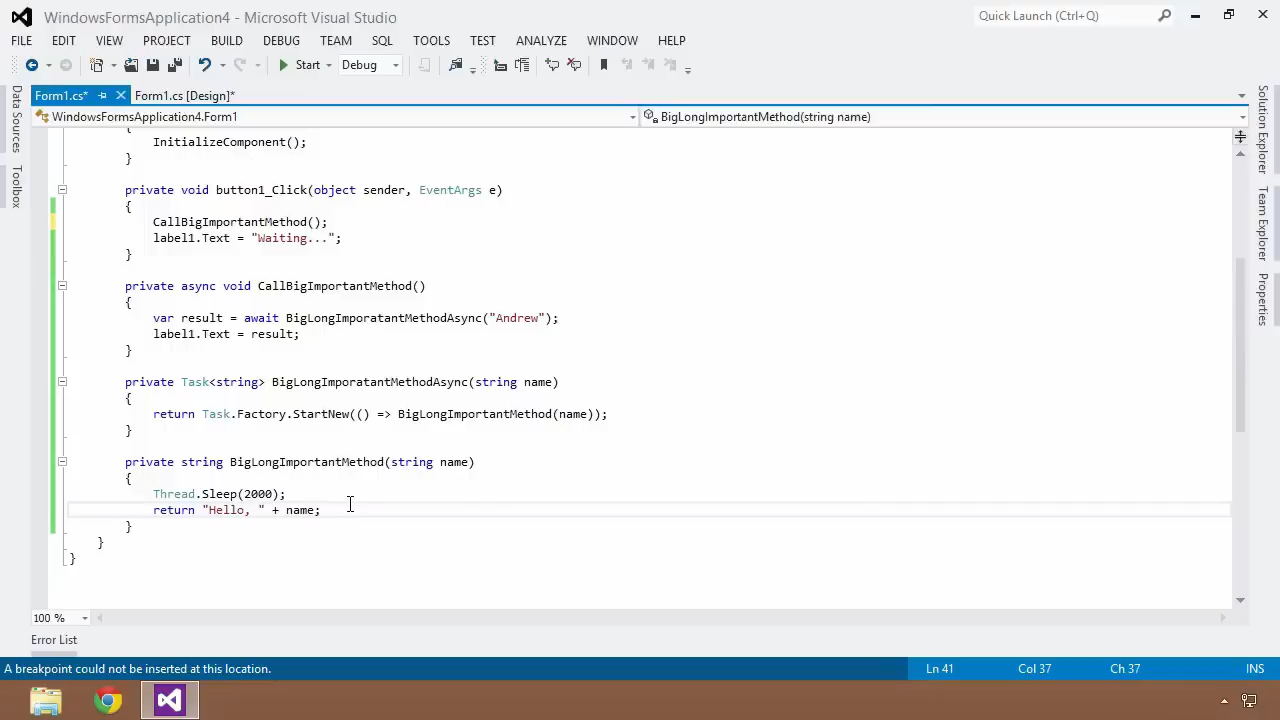 WindowsFormsApplication4 - Microsoft Visual Studio
Quick Launch (Ctrl+Q)
FILE EDIT VIEW PROJECT BUILD DEBUG TEAM SQL TOOLS TEST ANALYZE WINDOW HELP
Start Debug
Form1.cs* Form1.cs [Design]*
WindowsFormsApplication4.Form1 BigLongImportantMethod(string name)
{
InitializeComponent();
}
private void button1_Click(object sender, EventArgs e)
{
CallBigImportantMethod();
label1.Text = "Waiting...";
}
private async void CallBigImportantMethod()
{
var result = await BigLongImporatantMethodAsync("Andrew");
label1.Text = result;
}
private Task<string> BigLongImporatantMethodAsync(string name)
{
return Task.Factory.StartNew(() => BigLongImportantMethod(name));
}
private string BigLongImportantMethod(string name)
{
Thread.Sleep(2000);
return "Hello, " + name;
}
}
}
Data Sources
Toolbox
Solution Explorer
Team Explorer
Properties
100 %
Error List
A breakpoint could not be inserted at this location. Ln 41 Col 37 Ch 37 INS